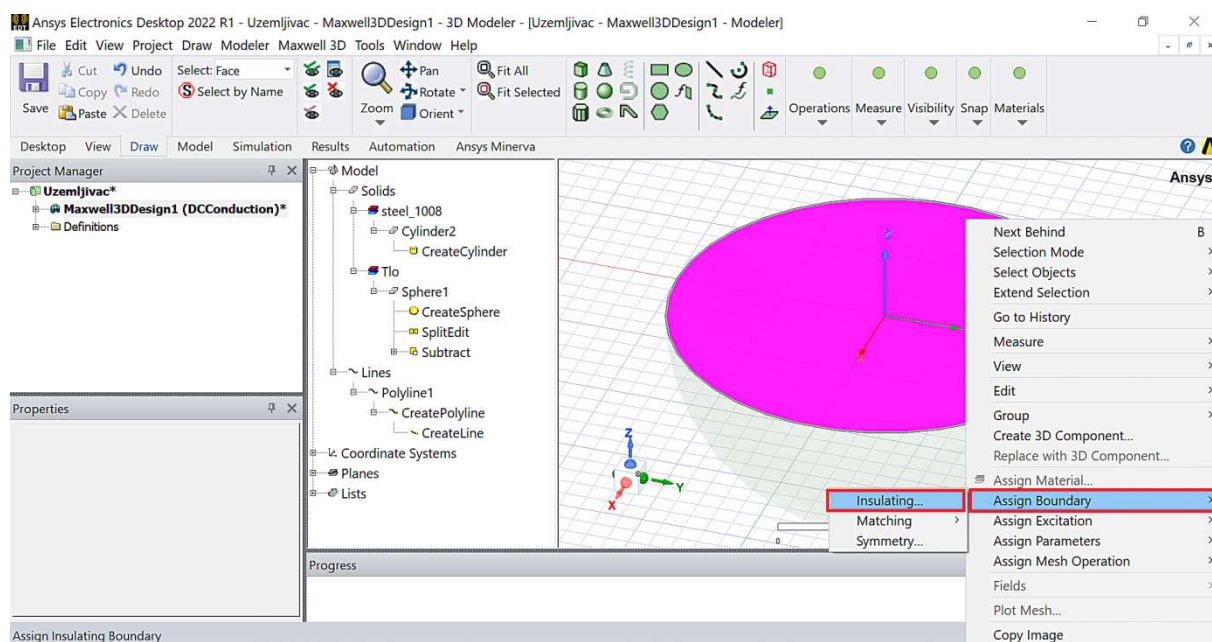 Ansys Electronics Desktop 2022 R1 - Uzemljivac - Maxwell3DDesign1 - 3D Modeler - [Uzemljivac - Maxwell3DDesign1 - Modeler]
File Edit View Project Draw Modeler Maxwell 3D Tools Window Help
Save
Cut
Copy
Paste
Undo
Redo
Delete
Select: Face
Select by Name
Zoom
Pan
Rotate
Orient
Fit All
Fit Selected
Operations Measure Visibility Snap Materials
Desktop View Draw Model Simulation Results Automation Ansys Minerva
Project Manager
Uzemljivac*
Maxwell3DDesign1 (DCConduction)*
Definitions
Properties
Model
Solids
steel_1008
Cylinder2
CreateCylinder
Tlo
Sphere1
CreateSphere
SplitEdit
Subtract
Lines
Polyline1
CreatePolyline
CreateLine
Coordinate Systems
Planes
Lists
Ansys
Z
Z
Y
X
0
Next Behind B
Selection Mode
Select Objects
Extend Selection
Go to History
Measure
View
Edit
Group
Create 3D Component...
Replace with 3D Component...
Assign Material...
Assign Boundary
Assign Excitation
Assign Parameters
Assign Mesh Operation
Fields
Plot Mesh...
Copy Image
Insulating...
Matching
Symmetry...
Progress
Assign Insulating Boundary